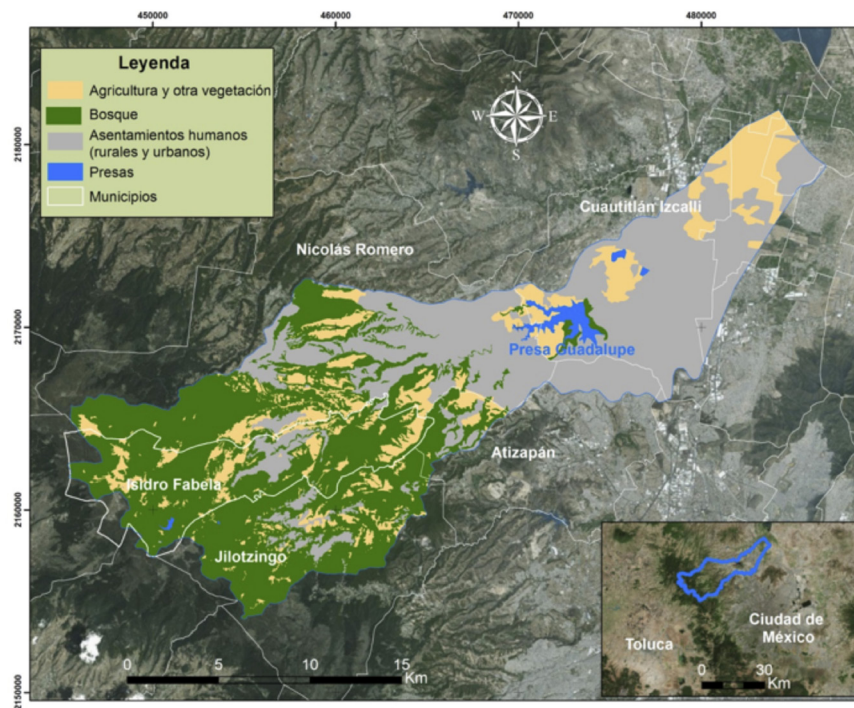 450000
460000
470000
480000
Leyenda
Agricultura y otra vegetación
Bosque
Asentamientos humanos
(rurales y urbanos)
Presas
Municipios
N
W
E
S
2180000
2170000
2160000
2150000
Cuautitlán Izcalli
Nicolás Romero
Presa Guadalupe
Atizapán
Isidro Fabela
Jilotzingo
0
5
10
15
Km
Ciudad de
México
Toluca
0
30
Km